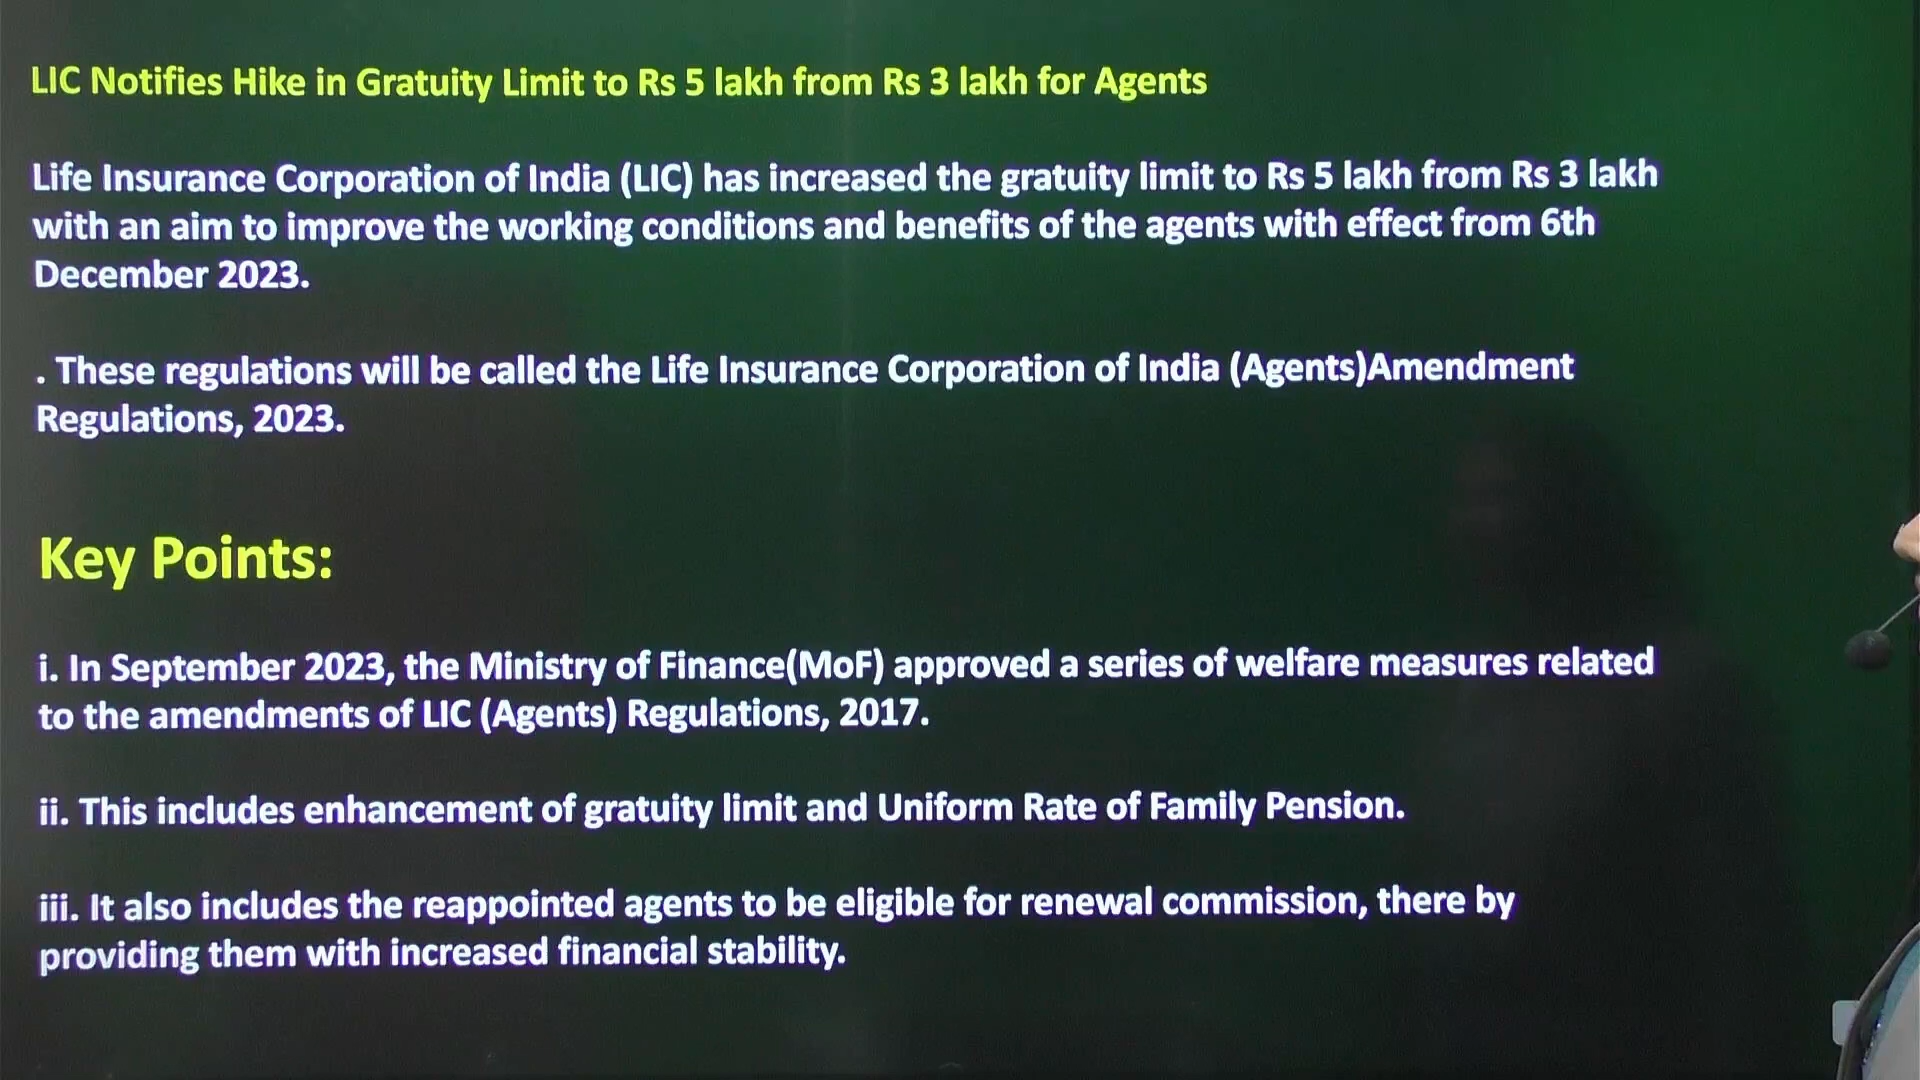 LIC Notifies Hike in Gratuity Limit to Rs 5 lakh from Rs 3 lakh for Agents
Life Insurance Corporation of India (LIC) has increased the gratuity limit to Rs 5 lakh from Rs 3 lakh
with an aim to improve the working conditions and benefits of the agents with effect from 6th
December 2023.
. These regulations will be called the Life Insurance Corporation of India (Agents)Amendment
Regulations, 2023.
Key Points:
i. In September 2023, the Ministry of Finance(MoF) approved a series of welfare measures related
to the amendments of LIC (Agents) Regulations, 2017.
ii. This includes enhancement of gratuity limit and Uniform Rate of Family Pension.
iii. It also includes the reappointed agents to be eligible for renewal commission, there by
providing them with increased financial stability.